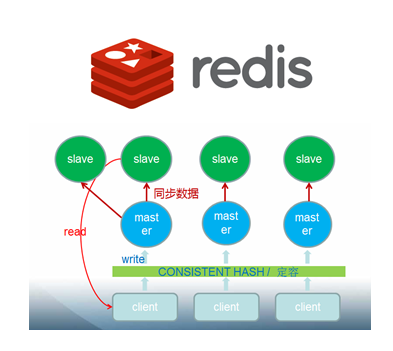 redis
slave
slave
slave
slave
同步数据
mast
er
mast
er
mast
er
read
write
CONSISTENT HASH / 定容
client
client
client